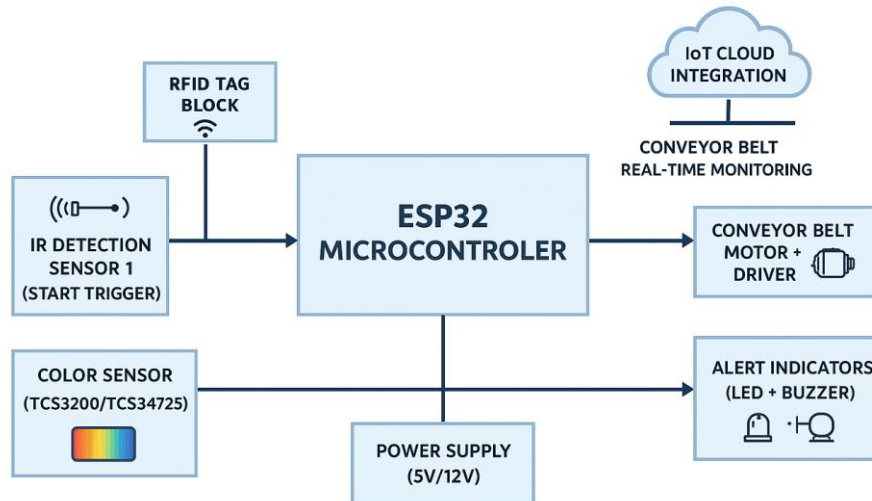 RFID TAG
BLOCK
IoT CLOUD
INTEGRATION
CONVEYOR BELT
REAL-TIME MONITORING
IR DETECTION
SENSOR 1
(START TRIGGER)
ESP32
MICROCONTROLER
CONVEYOR BELT
MOTOR +
DRIVER
COLOR SENSOR
(TCS3200/TCS34725)
POWER SUPPLY
(5V/12V)
ALERT INDICATORS
(LED + BUZZER)